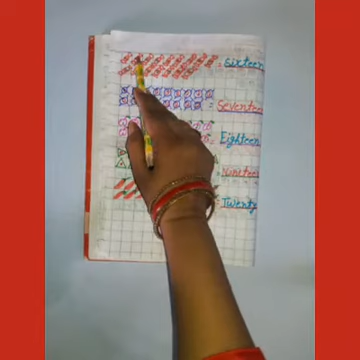 = Sixteen
= Seventeen
= Eighteen
= Nineteen
= Twenty